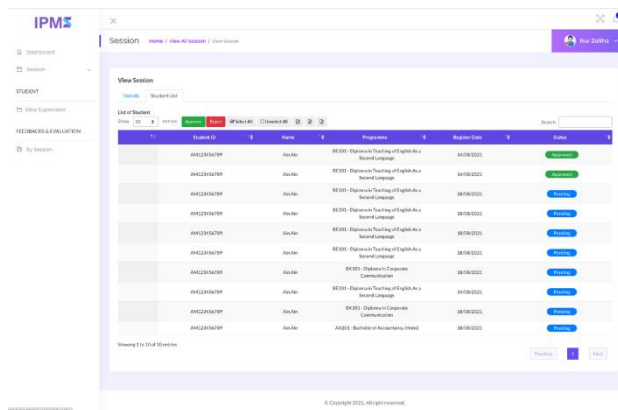 IPMS
Session Home / View All Session / View Session
Nur Zaliha
Dashboard
Session
STUDENT
View Supervisor
FEEDBACKS & EVALUATION
By Session
View Session
Details Student List
List of Student
Show 10 entries Approve Reject Select All Unselect All Search:
Student ID Name Programme Register Date Status
AM123456789 Ain Ain BE101 - Diploma in Teaching of English As a Second Language 14/08/2021 Approved
AM123456789 Ain Ain BE101 - Diploma in Teaching of English As a Second Language 14/08/2021 Approved
AM123456789 Ain Ain BE101 - Diploma in Teaching of English As a Second Language 18/08/2021 Pending
AM123456789 Ain Ain BE101 - Diploma in Teaching of English As a Second Language 18/08/2021 Pending
AM123456789 Ain Ain BE101 - Diploma in Teaching of English As a Second Language 18/08/2021 Pending
AM123456789 Ain Ain BE101 - Diploma in Teaching of English As a Second Language 18/08/2021 Pending
AM123456789 Ain Ain BK101 - Diploma in Corporate Communication 18/08/2021 Pending
AM123456789 Ain Ain BE101 - Diploma in Teaching of English As a Second Language 14/08/2021 Pending
AM123456789 Ain Ain BK101 - Diploma in Corporate Communication 18/08/2021 Pending
AM123456789 Ain Ain AA201 - Bachelor of Accountancy (Hons) 18/08/2021 Pending
Showing 1 to 10 of 10 entries
Previous 1 Next
© Copyright 2021. All right reserved.